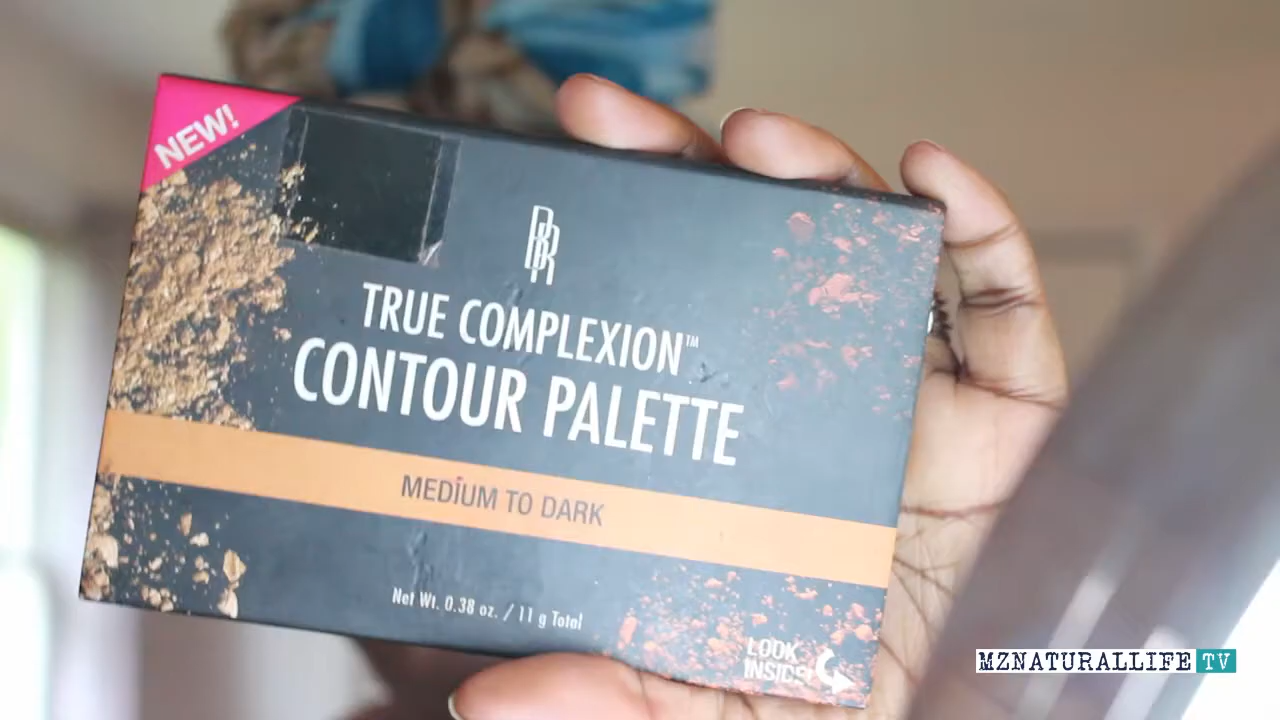 NEW!
BR
TRUE COMPLEXION™
CONTOUR PALETTE
MEDIUM TO DARK
Net Wt. 0.38 oz. / 11 g Total
LOOK
INSIDE!
MZNATURALLIFE TV